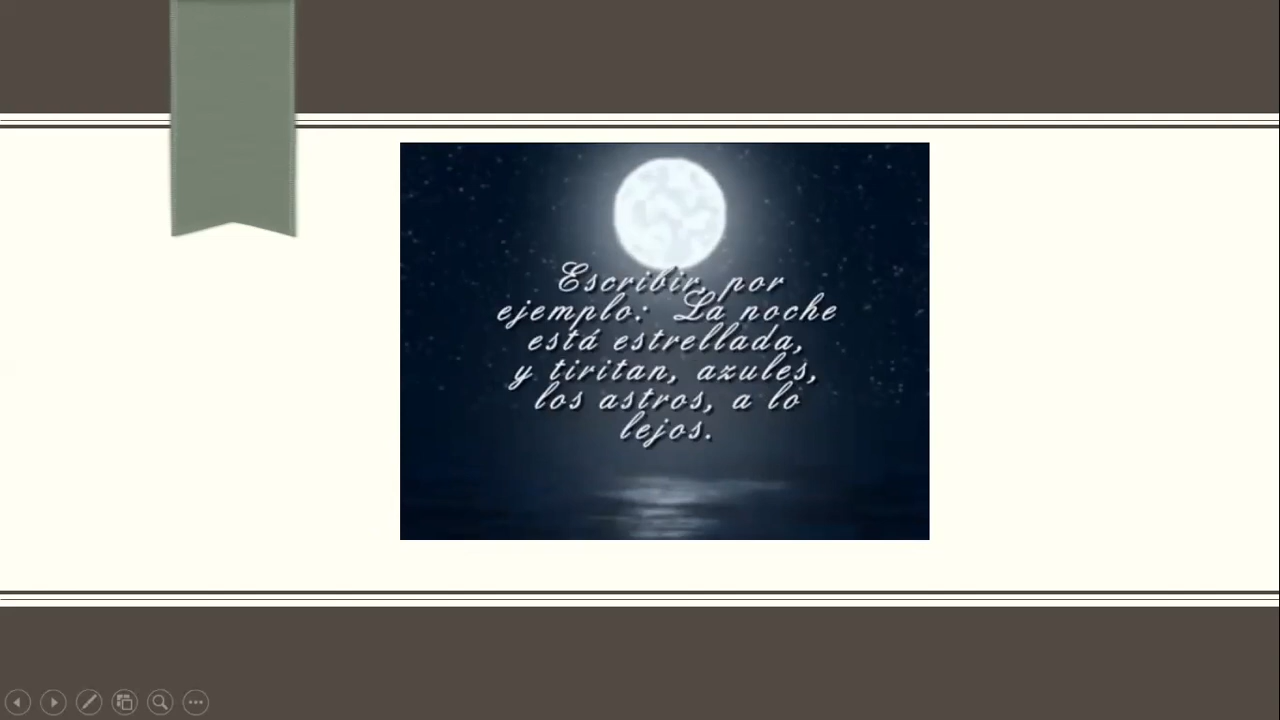 Escribir, por
ejemplo: La noche
está estrellada,
y tiritan, azules,
los astros, a lo
lejos.